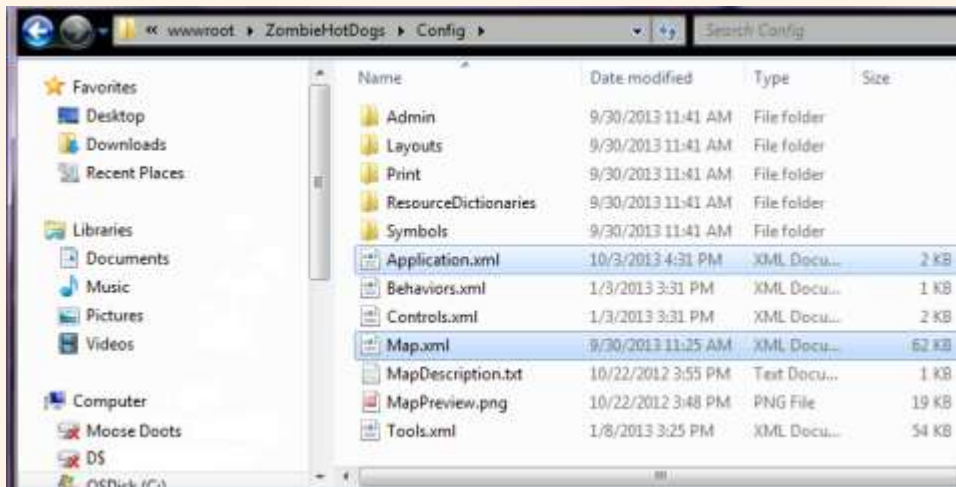 « wwwroot ▸ ZombieHotDogs ▸ Config ▸
Search Config
Favorites
Desktop
Downloads
Recent Places
Libraries
Documents
Music
Pictures
Videos
Computer
Moose Doots
D$
OSDisk (C:)
Name Date modified Type Size
Admin 9/30/2013 11:41 AM File folder
Layouts 9/30/2013 11:41 AM File folder
Print 9/30/2013 11:41 AM File folder
ResourceDictionaries 9/30/2013 11:41 AM File folder
Symbols 9/30/2013 11:41 AM File folder
Application.xml 10/3/2013 4:31 PM XML Docu... 2 KB
Behaviors.xml 1/3/2013 3:31 PM XML Docu... 1 KB
Controls.xml 1/3/2013 3:31 PM XML Docu... 2 KB
Map.xml 9/30/2013 11:25 AM XML Docu... 62 KB
MapDescription.txt 10/22/2012 3:55 PM Text Docu... 1 KB
MapPreview.png 10/22/2012 3:48 PM PNG File 19 KB
Tools.xml 1/8/2013 3:25 PM XML Docu... 54 KB